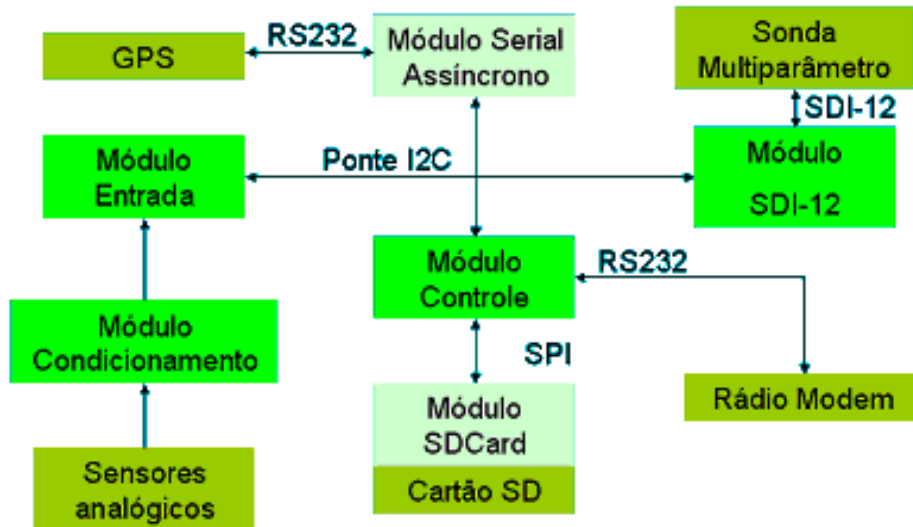 GPS
RS232
Módulo Serial
Assíncrono
Sonda
Multiparâmetro
SDI-12
Módulo
Entrada
Ponte I2C
Módulo
SDI-12
Módulo
Controle
RS232
Módulo
Condicionamento
SPI
Módulo
SDCard
Cartão SD
Rádio Modem
Sensores
analógicos